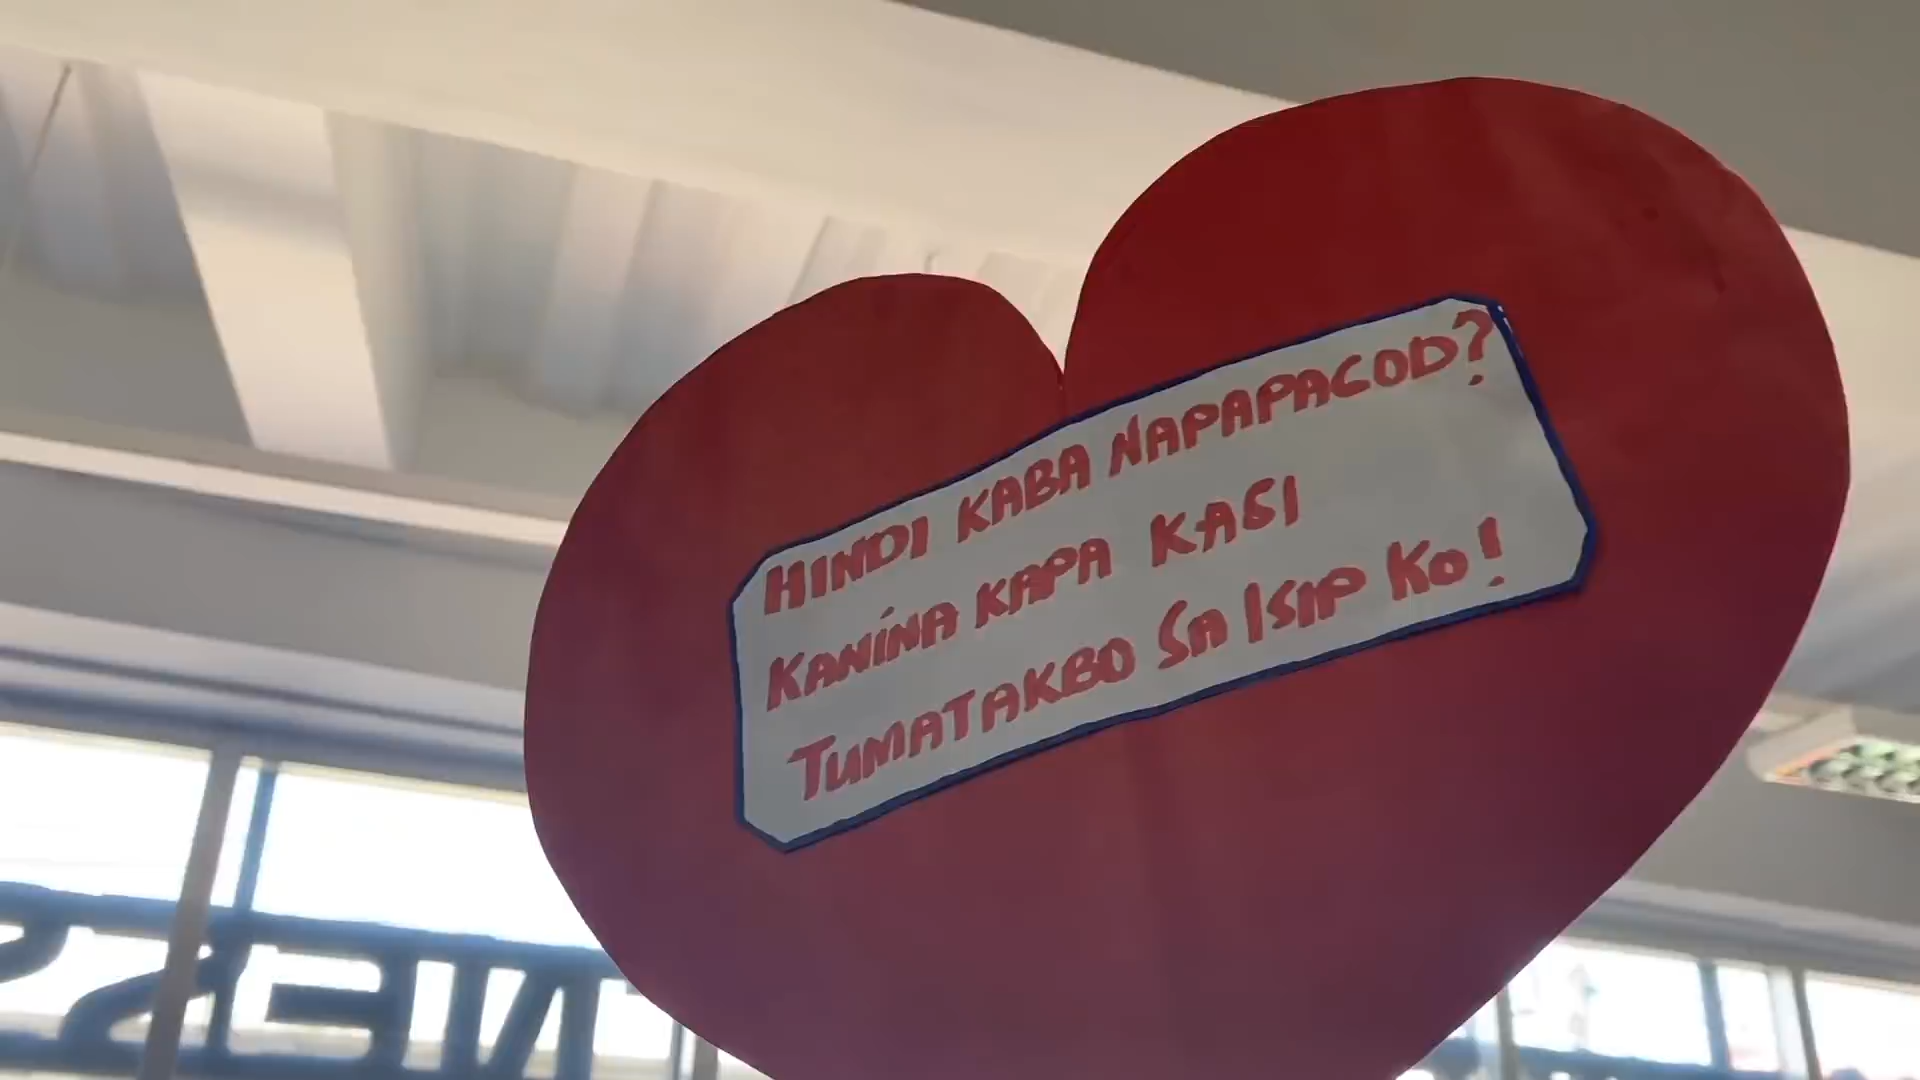 HINDI KABA NAPAPAGOD?
KANINA KAPA KASI
TUMATAKBO SA ISIP KO!